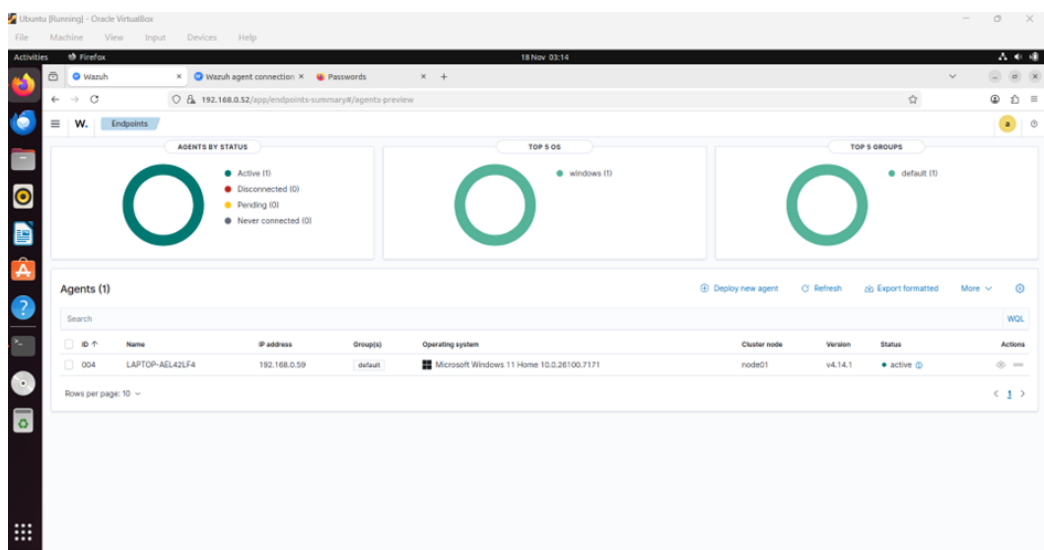 Ubuntu [Running] - Oracle VirtualBox
File Machine View Input Devices Help
Activities Firefox 18 Nov 03:14
Wazuh Wazuh agent connection Passwords
192.168.0.52/app/endpoints-summary#/agents-preview
W. Endpoints a
AGENTS BY STATUS
Active (1)
Disconnected (0)
Pending (0)
Never connected (0)
TOP 5 OS
windows (1)
TOP 5 GROUPS
default (1)
Agents (1) Deploy new agent Refresh Export formatted More
Search WQL
ID Name IP address Group(s) Operating system Cluster node Version Status Actions
004 LAPTOP-AEL42LF4 192.168.0.59 default Microsoft Windows 11 Home 10.0.26100.7171 node01 v4.14.1 active
Rows per page: 10 1